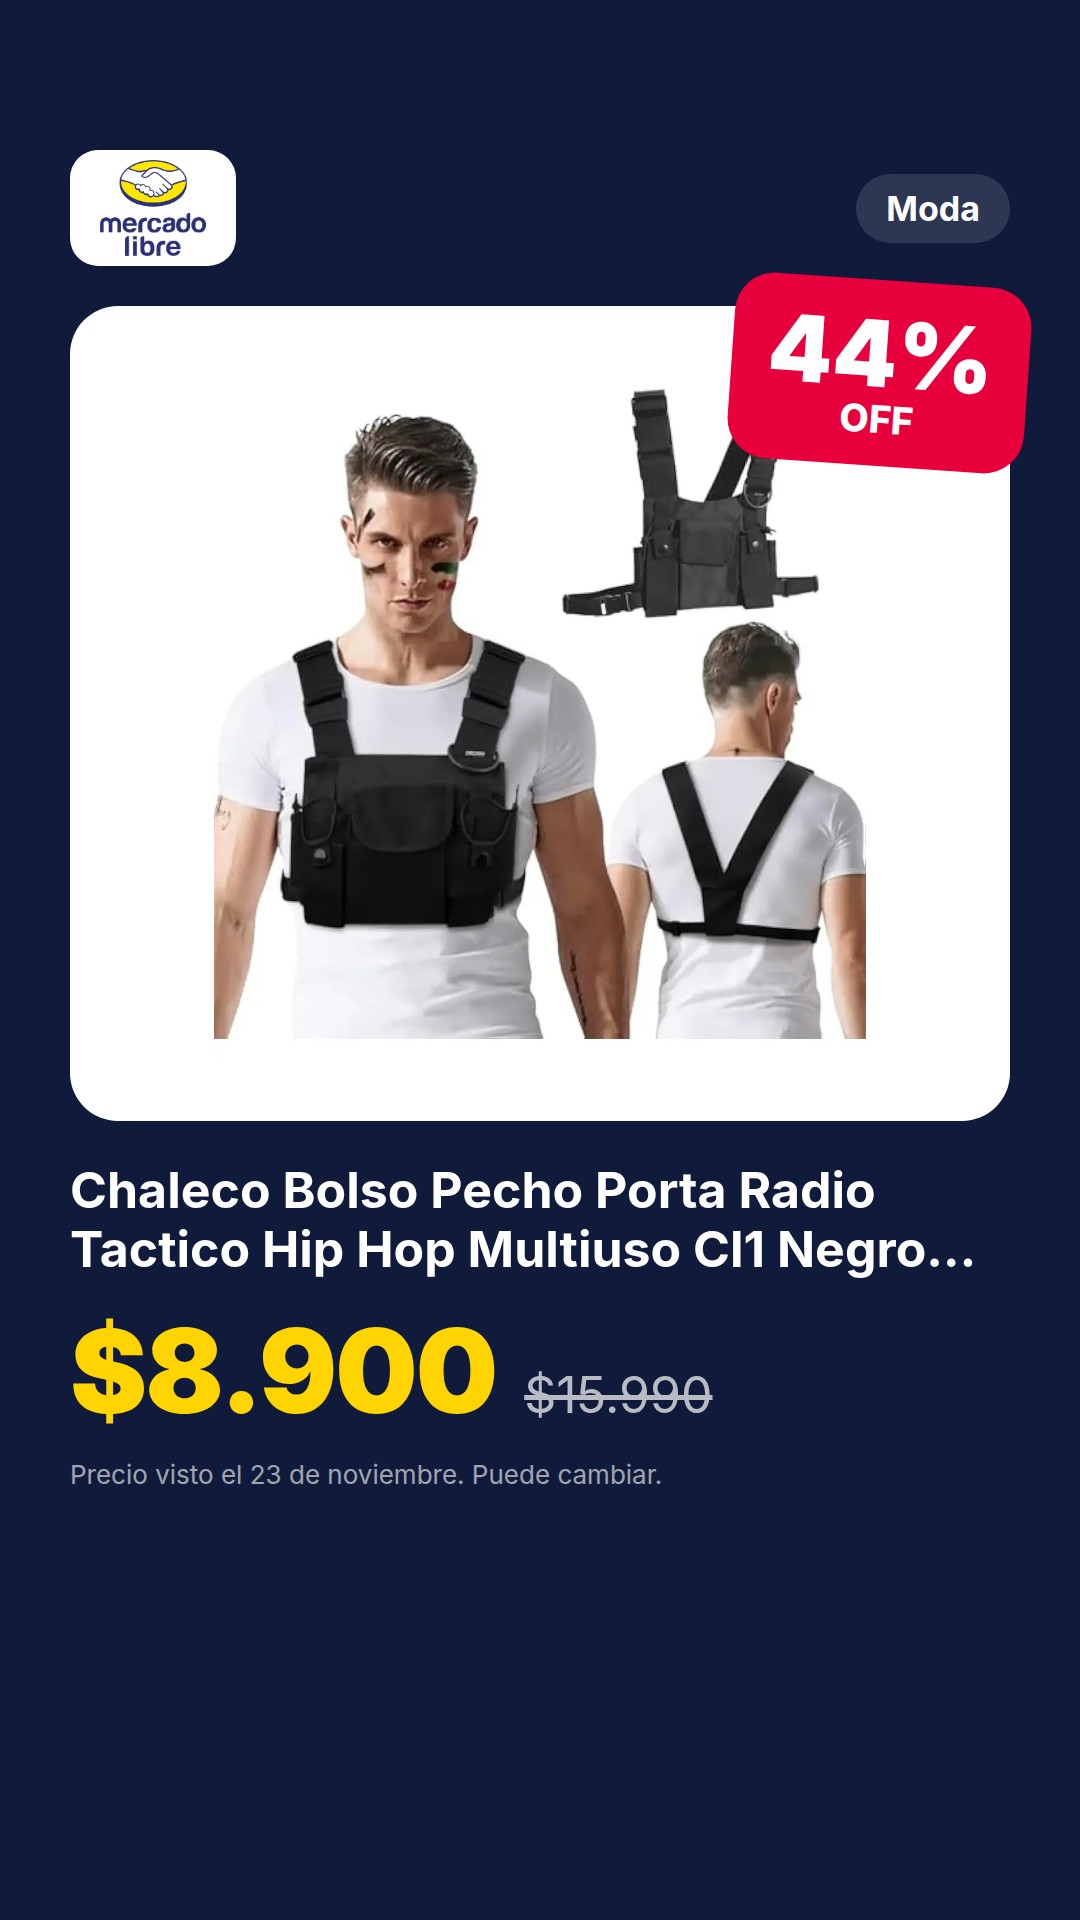 mercado
libre
Moda
44%
OFF
Chaleco Bolso Pecho Porta Radio
Tactico Hip Hop Multiuso Cl1 Negro...
$8.900 $15.990
Precio visto el 23 de noviembre. Puede cambiar.